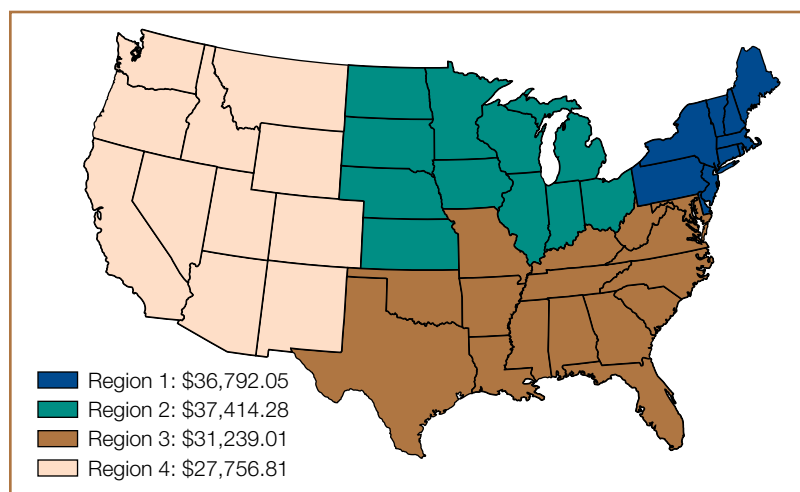 Region 1: $36,792.05
Region 2: $37,414.28
Region 3: $31,239.01
Region 4: $27,756.81